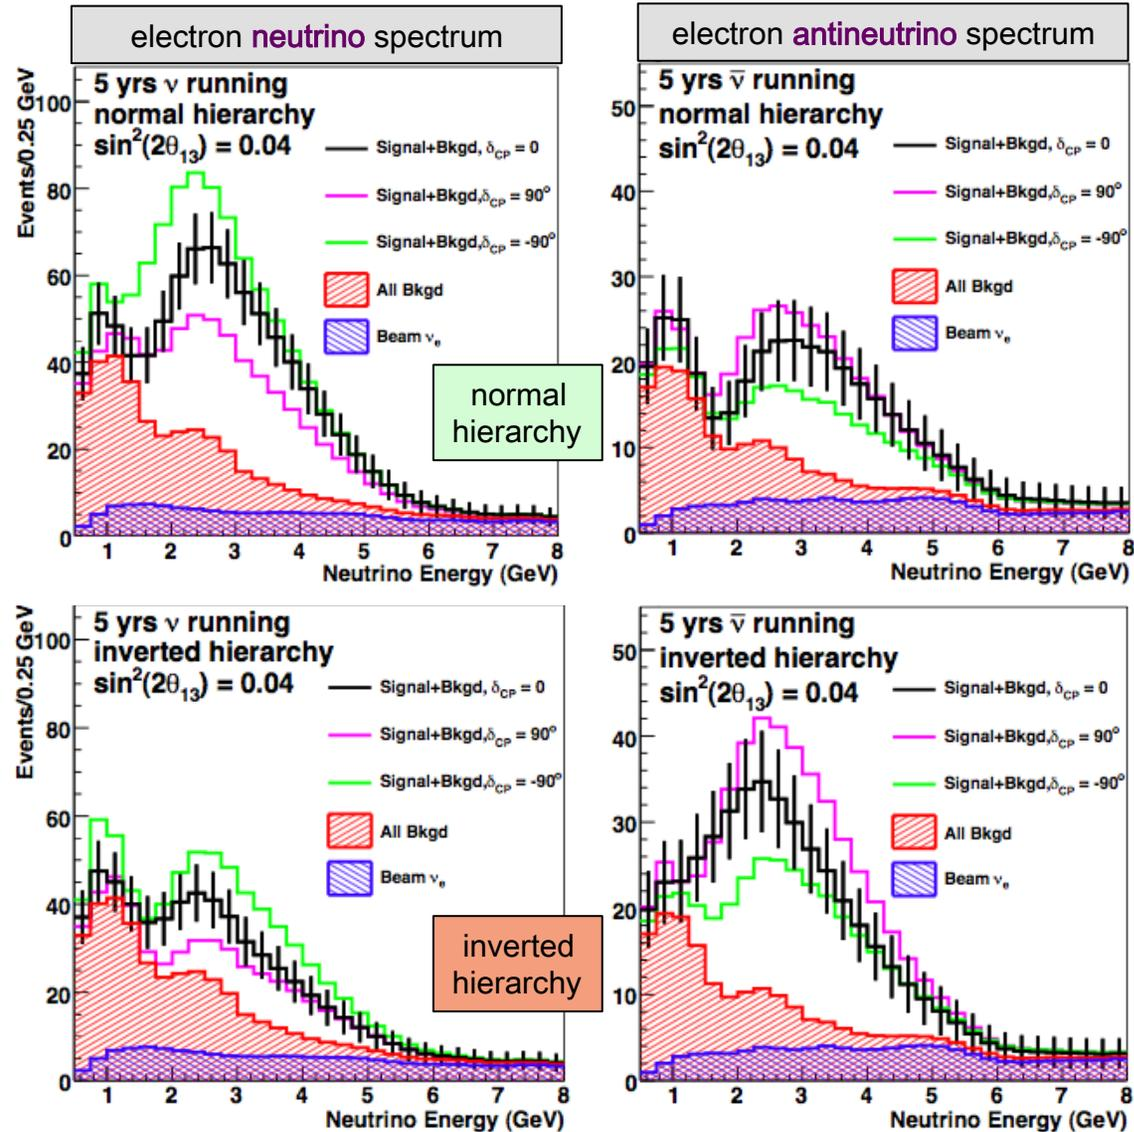 electron neutrino spectrum
electron antineutrino spectrum
Events/0.25 GeV
5 yrs ν running
normal hierarchy
sin²(2θ₁₃) = 0.04
Signal+Bkgd, δCP = 0
Signal+Bkgd,δCP = 90°
Signal+Bkgd,δCP = -90°
All Bkgd
Beam νe
100
80
60
40
20
0
1 2 3 4 5 6 7 8
Neutrino Energy (GeV)
5 yrs ν̅ running
normal hierarchy
sin²(2θ₁₃) = 0.04
Signal+Bkgd, δCP = 0
Signal+Bkgd,δCP = 90°
Signal+Bkgd,δCP = -90°
All Bkgd
Beam νe
50
40
30
20
10
0
1 2 3 4 5 6 7 8
Neutrino Energy (GeV)
normal
hierarchy
Events/0.25 GeV
5 yrs ν running
inverted hierarchy
sin²(2θ₁₃) = 0.04
Signal+Bkgd, δCP = 0
Signal+Bkgd,δCP = 90°
Signal+Bkgd,δCP = -90°
All Bkgd
Beam νe
100
80
60
40
20
0
1 2 3 4 5 6 7 8
Neutrino Energy (GeV)
5 yrs ν̅ running
inverted hierarchy
sin²(2θ₁₃) = 0.04
Signal+Bkgd, δCP = 0
Signal+Bkgd,δCP = 90°
Signal+Bkgd,δCP = -90°
All Bkgd
Beam νe
50
40
30
20
10
0
1 2 3 4 5 6 7 8
Neutrino Energy (GeV)
inverted
hierarchy